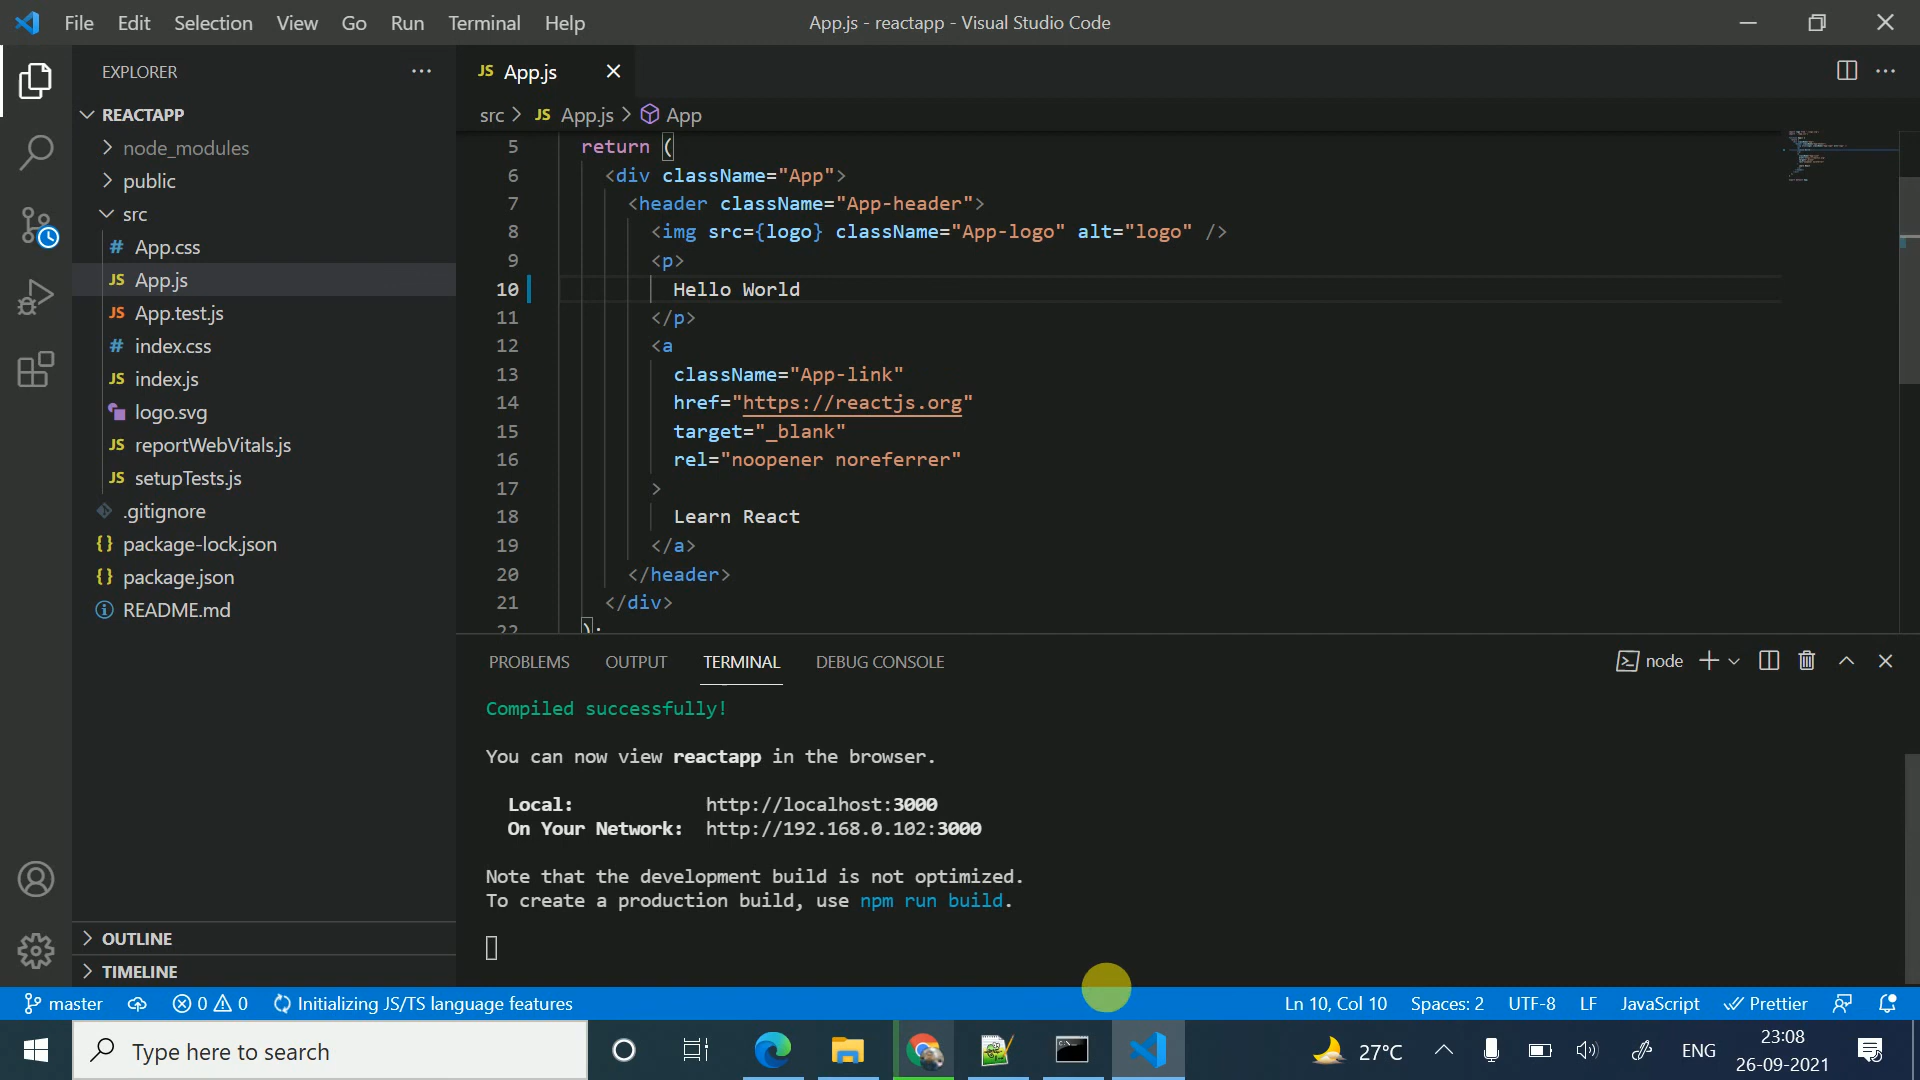 File Edit Selection View Go Run Terminal Help
App.js - reactapp - Visual Studio Code
EXPLORER
REACTAPP
node_modules
public
src
# App.css
JS App.js
JS App.test.js
# index.css
JS index.js
logo.svg
JS reportWebVitals.js
JS setupTests.js
.gitignore
{} package-lock.json
{} package.json
README.md
OUTLINE
TIMELINE
JS App.js
src > JS App.js > App
5 return (
6 <div className="App">
7 <header className="App-header">
8 <img src={logo} className="App-logo" alt="logo" />
9 <p>
10 Hello World
11 </p>
12 <a
13 className="App-link"
14 href="https://reactjs.org"
15 target="_blank"
16 rel="noopener noreferrer"
17 >
18 Learn React
19 </a>
20 </header>
21 </div>
22 );
PROBLEMS OUTPUT TERMINAL DEBUG CONSOLE
node
Compiled successfully!
You can now view reactapp in the browser.
Local: http://localhost:3000
On Your Network: http://192.168.0.102:3000
Note that the development build is not optimized.
To create a production build, use npm run build.
master 0 0 Initializing JS/TS language features
Ln 10, Col 10 Spaces: 2 UTF-8 LF JavaScript Prettier
Type here to search
27°C
ENG
23:08
26-09-2021